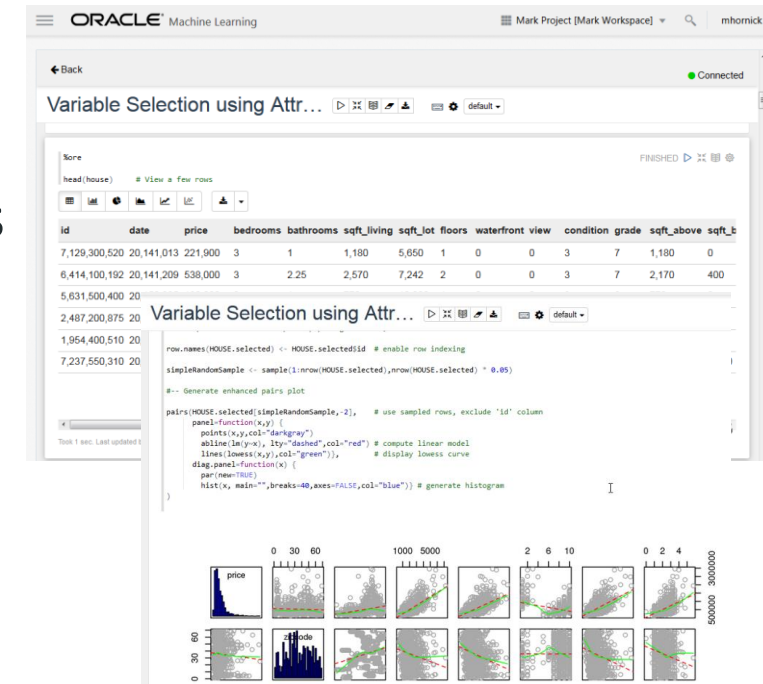 ORACLE Machine Learning
Mark Project [Mark Workspace]
mhornick
Back
Connected
Variable Selection using Attr...
default
%ore
FINISHED
head(house) # View a few rows
id date price bedrooms bathrooms sqft_living sqft_lot floors waterfront view condition grade sqft_above sqft_b
7,129,300,520 20,141,013 221,900 3 1 1,180 5,650 1 0 0 3 7 1,180 0
6,414,100,192 20,141,209 538,000 3 2.25 2,570 7,242 2 0 0 3 7 2,170 400
5,631,500,400 20
2,487,200,875 20
1,954,400,510 20
7,237,550,310 20
Took 1 sec. Last updated
Variable Selection using Attr...
default
row.names(HOUSE.selected) <- HOUSE.selected$id # enable row indexing
simpleRandomSample <- sample(1:nrow(HOUSE.selected),nrow(HOUSE.selected) * 0.05)
#-- Generate enhanced pairs plot
pairs(HOUSE.selected[simpleRandomSample,-2], # use sampled rows, exclude 'id' column
panel=function(x,y) {
points(x,y,col="darkgray")
abline(lm(y~x), lty="dashed",col="red") # compute linear model
lines(lowess(x,y),col="green")}, # display lowess curve
diag.panel=function(x) {
par(new=TRUE)
hist(x, main="",breaks=40,axes=FALSE,col="blue")} # generate histogram
)
0 30 60 1000 5000 2 6 10 0 2 4
price
500000 3000000
zipcode
0 30 60